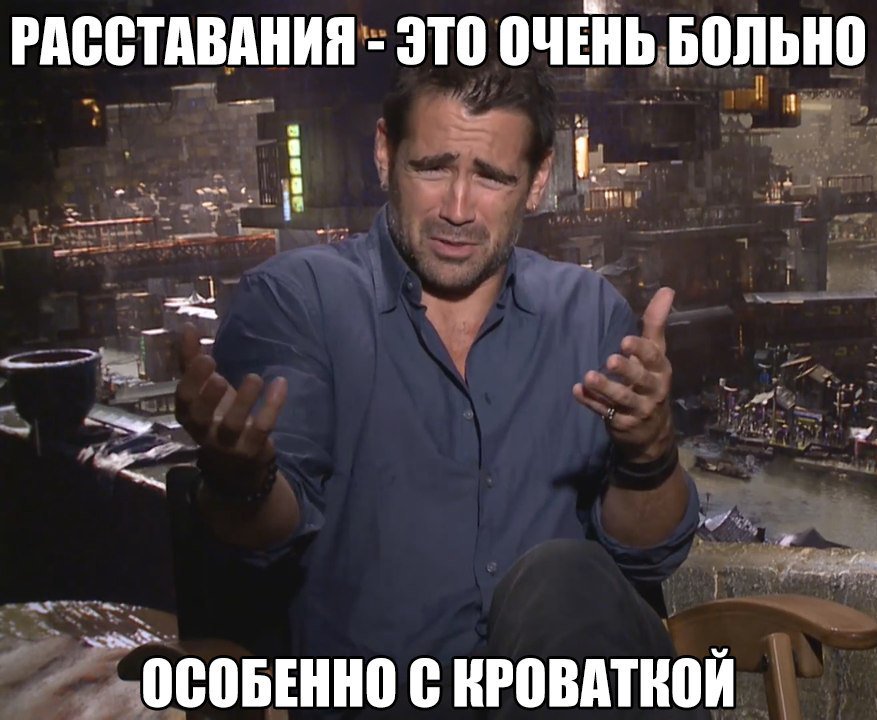 РАССТАВАНИЯ - ЭТО ОЧЕНЬ БОЛЬНО
ОСОБЕННО С КРОВАТКОЙ